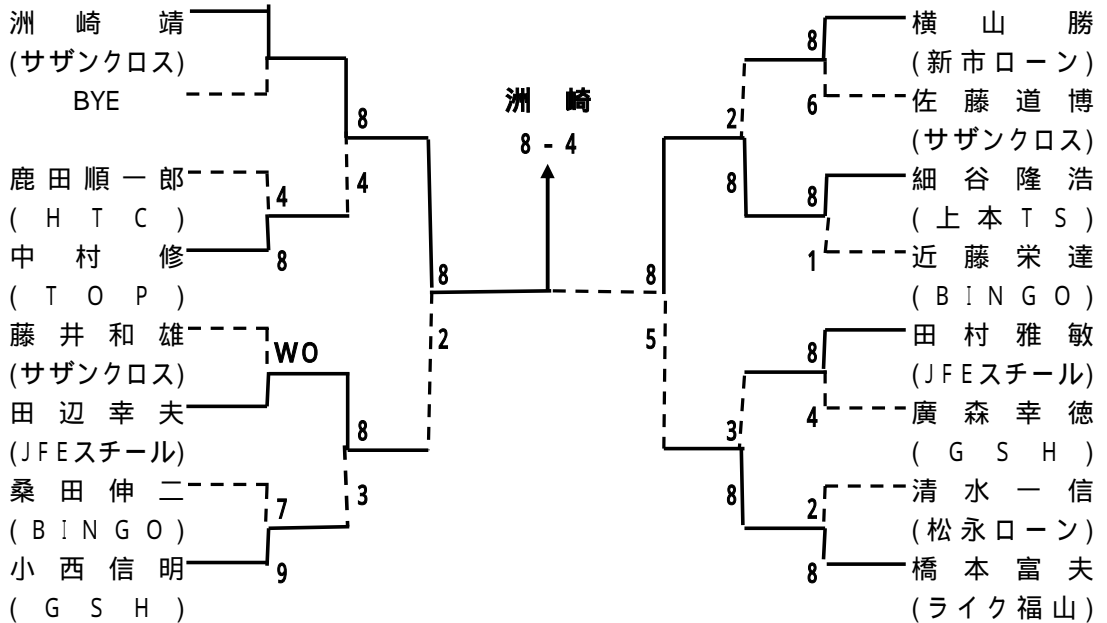 洲崎靖
(サザンクロス)
BYE
鹿田順一郎
(HTC)
中村修
(TOP)
藤井和雄
(サザンクロス)
田辺幸夫
(JFEスチール)
桑田伸二
(BINGO)
小西信明
(GSH)
8
4
4
8
WO
8
7
3
9
8
2
洲崎
8-4
8
5
2
8
3
8
8
6
8
1
8
4
2
8
横山勝
(新市ローン)
佐藤道博
(サザンクロス)
細谷隆浩
(上本TS)
近藤栄達
(BINGO)
田村雅敏
(JFEスチール)
廣森幸徳
(GSH)
清水一信
(松永ローン)
橋本富夫
(ライク福山)